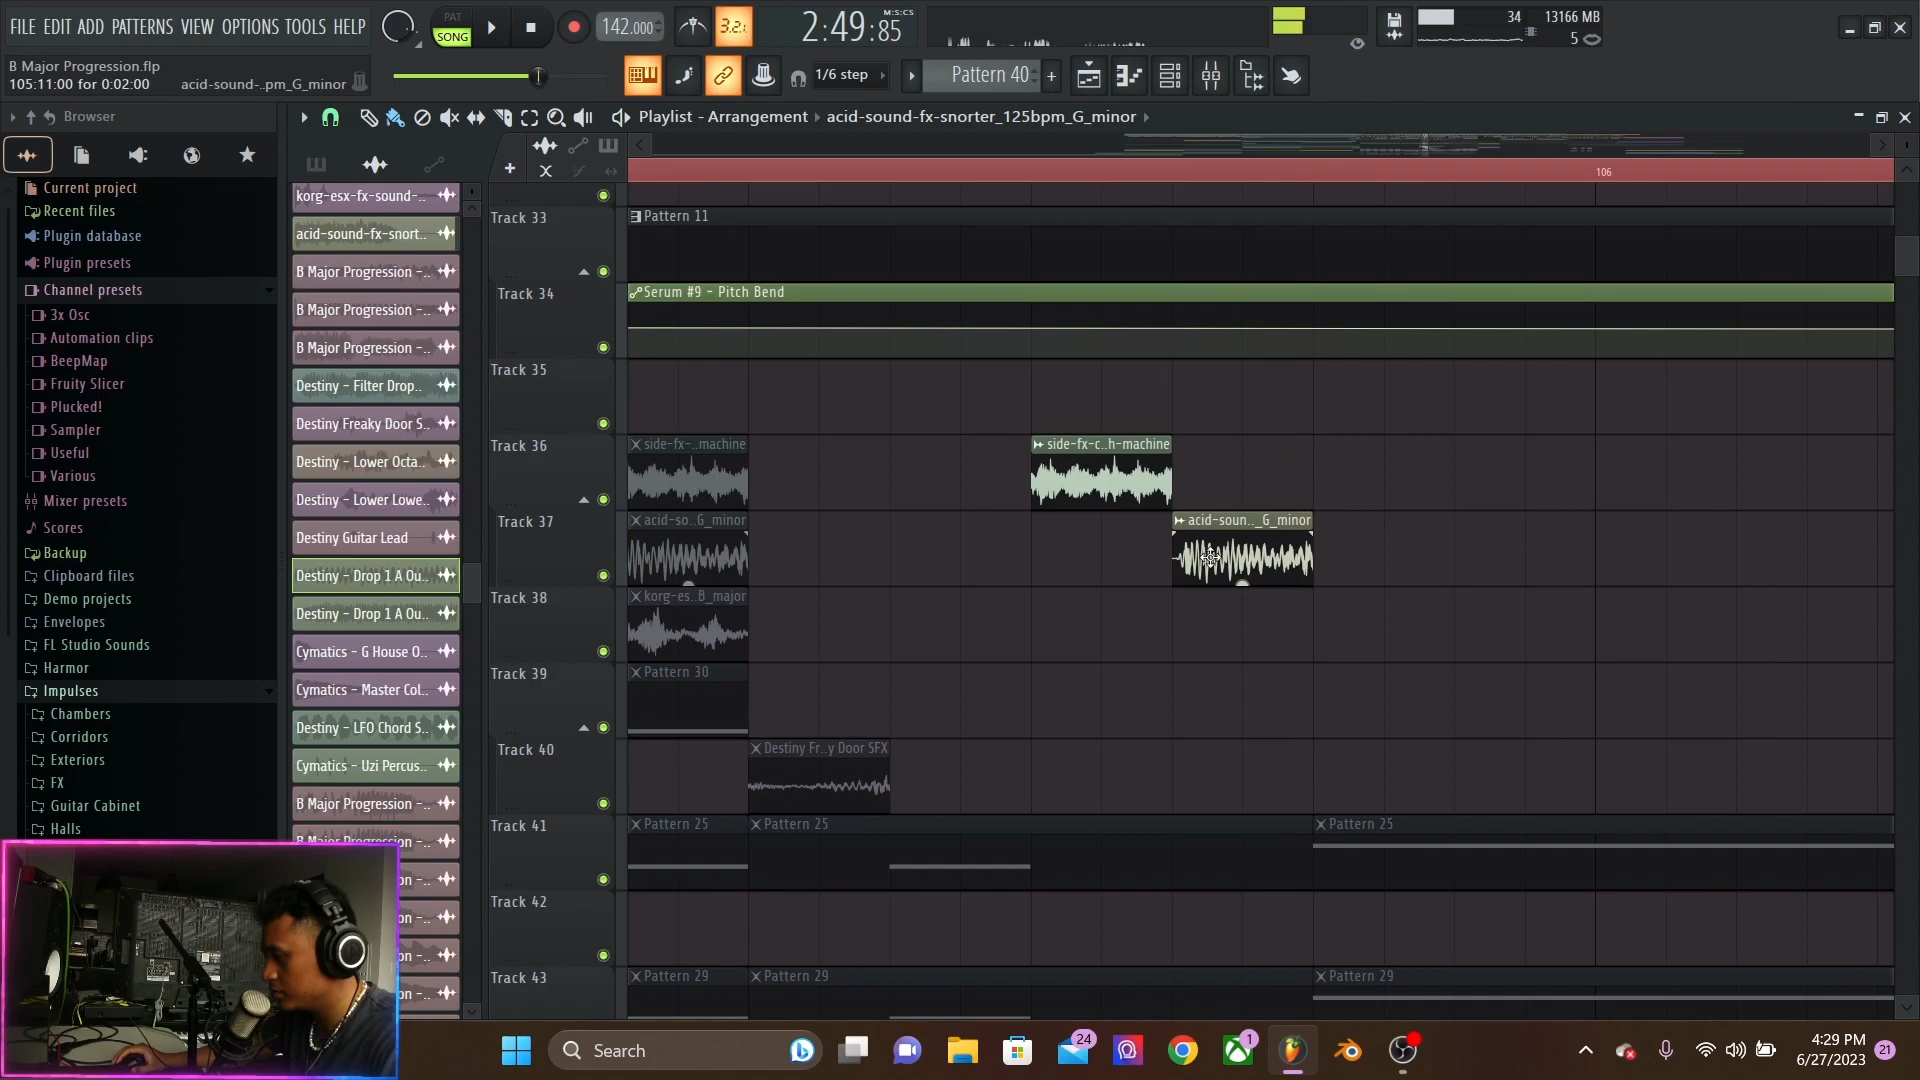 FILE EDIT ADD PATTERNS VIEW OPTIONS TOOLS HELP
PAT
SONG
142.000
3.2.1
2:49:85
M:S:CS
34
13166 MB
5
B Major Progression.flp
105:11:00 for 0:02:00
acid-sound-..pm_G_minor
1/6 step
Pattern 40
Browser
Playlist - Arrangement
acid-sound-fx-snorter_125bpm_G_minor
106
Current project
Recent files
Plugin database
Plugin presets
Channel presets
3x Osc
Automation clips
BeepMap
Fruity Slicer
Plucked!
Sampler
Useful
Various
Mixer presets
Scores
Backup
Clipboard files
Demo projects
Envelopes
FL Studio Sounds
Harmor
Impulses
Chambers
Corridors
Exteriors
FX
Guitar Cabinet
Halls
korg-esx-fx-sound-..
acid-sound-fx-snort..
B Major Progression -..
B Major Progression -..
B Major Progression -..
Destiny - Filter Drop..
Destiny Freaky Door S..
Destiny - Lower Octa..
Destiny - Lower Lowe..
Destiny Guitar Lead
Destiny - Drop 1 A Ou..
Destiny - Drop 1 A Ou..
Cymatics - G House O..
Cymatics - Master Col..
Destiny - LFO Chord S..
Cymatics - Uzi Percus..
B Major Progression -..
B Major Progression -..
on -..
on -..
on -..
on -..
Track 33
Pattern 11
Track 34
Serum #9 - Pitch Bend
Track 35
Track 36
side-fx-..machine
side-fx-c..h-machine
Track 37
acid-so..G_minor
acid-soun.._G_minor
Track 38
korg-es..B_major
Track 39
Pattern 30
Track 40
Destiny Fr..y Door SFX
Track 41
Pattern 25
Pattern 25
Pattern 25
Track 42
Track 43
Pattern 29
Pattern 29
Pattern 29
Search
24
1
4:29 PM
6/27/2023
21